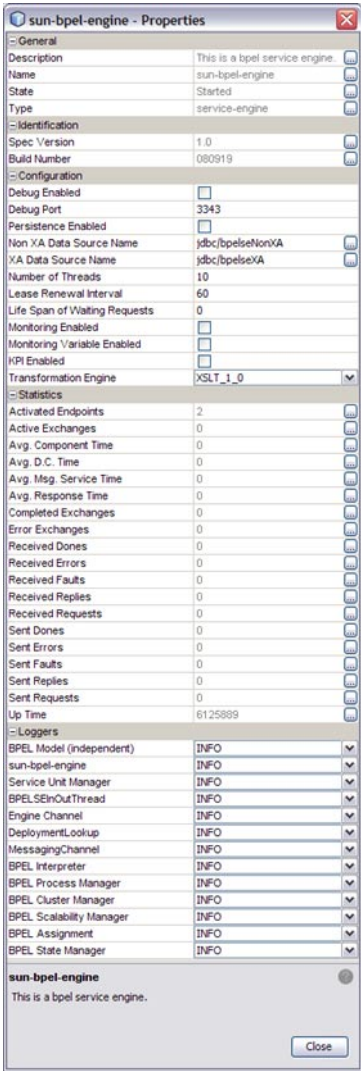 sun-bpel-engine - Properties
General
Description This is a bpel service engine.
Name sun-bpel-engine
State Started
Type service-engine
Identification
Spec Version 1.0
Build Number 080919
Configuration
Debug Enabled
Debug Port 3343
Persistence Enabled
Non XA Data Source Name jdbc/bpelseNonXA
XA Data Source Name jdbc/bpelseXA
Number of Threads 10
Lease Renewal Interval 60
Life Span of Waiting Requests 0
Monitoring Enabled
Monitoring Variable Enabled
KPI Enabled
Transformation Engine XSLT_1_0
Statistics
Activated Endpoints 2
Active Exchanges 0
Avg. Component Time 0
Avg. D.C. Time 0
Avg. Msg. Service Time 0
Avg. Response Time 0
Completed Exchanges 0
Error Exchanges 0
Received Dones 0
Received Errors 0
Received Faults 0
Received Replies 0
Received Requests 0
Sent Dones 0
Sent Errors 0
Sent Faults 0
Sent Replies 0
Sent Requests 0
Up Time 6125889
Loggers
BPEL Model (independent) INFO
sun-bpel-engine INFO
Service Unit Manager INFO
BPELSEInOutThread INFO
Engine Channel INFO
DeploymentLookup INFO
MessagingChannel INFO
BPEL Interpreter INFO
BPEL Process Manager INFO
BPEL Cluster Manager INFO
BPEL Scalability Manager INFO
BPEL Assignment INFO
BPEL State Manager INFO
sun-bpel-engine
This is a bpel service engine.
Close